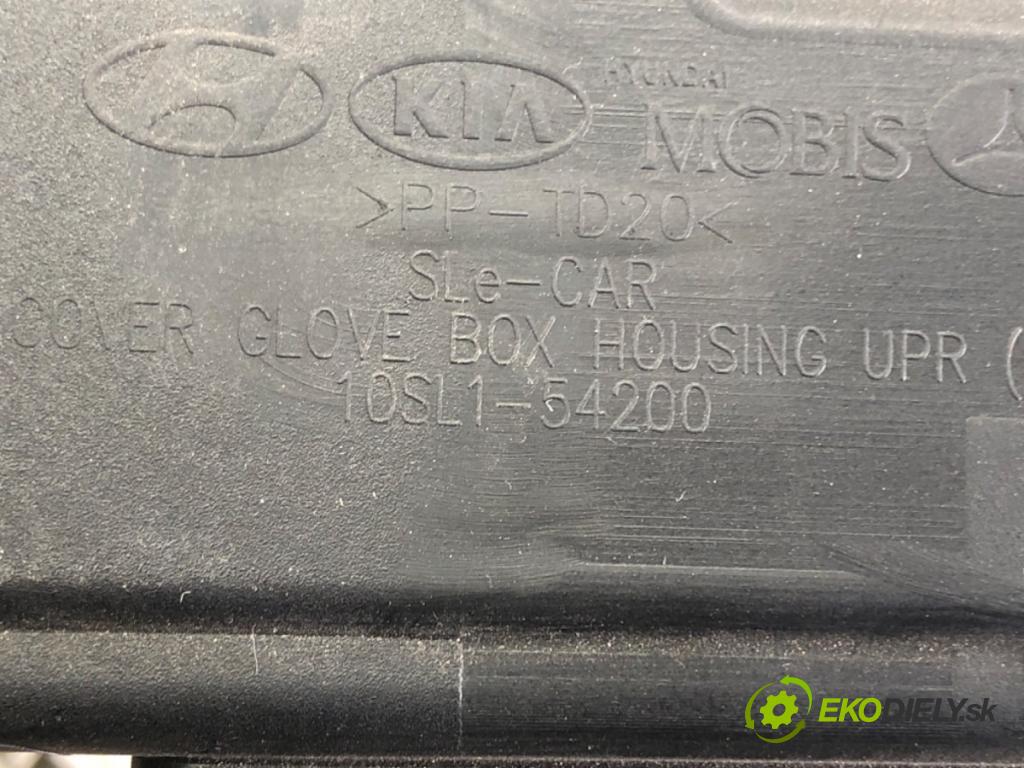 KIA
HYUNDAI
MOBIS
>PP-TD20<
SLe-CAR
COVER GLOVE BOX HOUSING UPR (
10SL1-54200
EKODIELY.sk